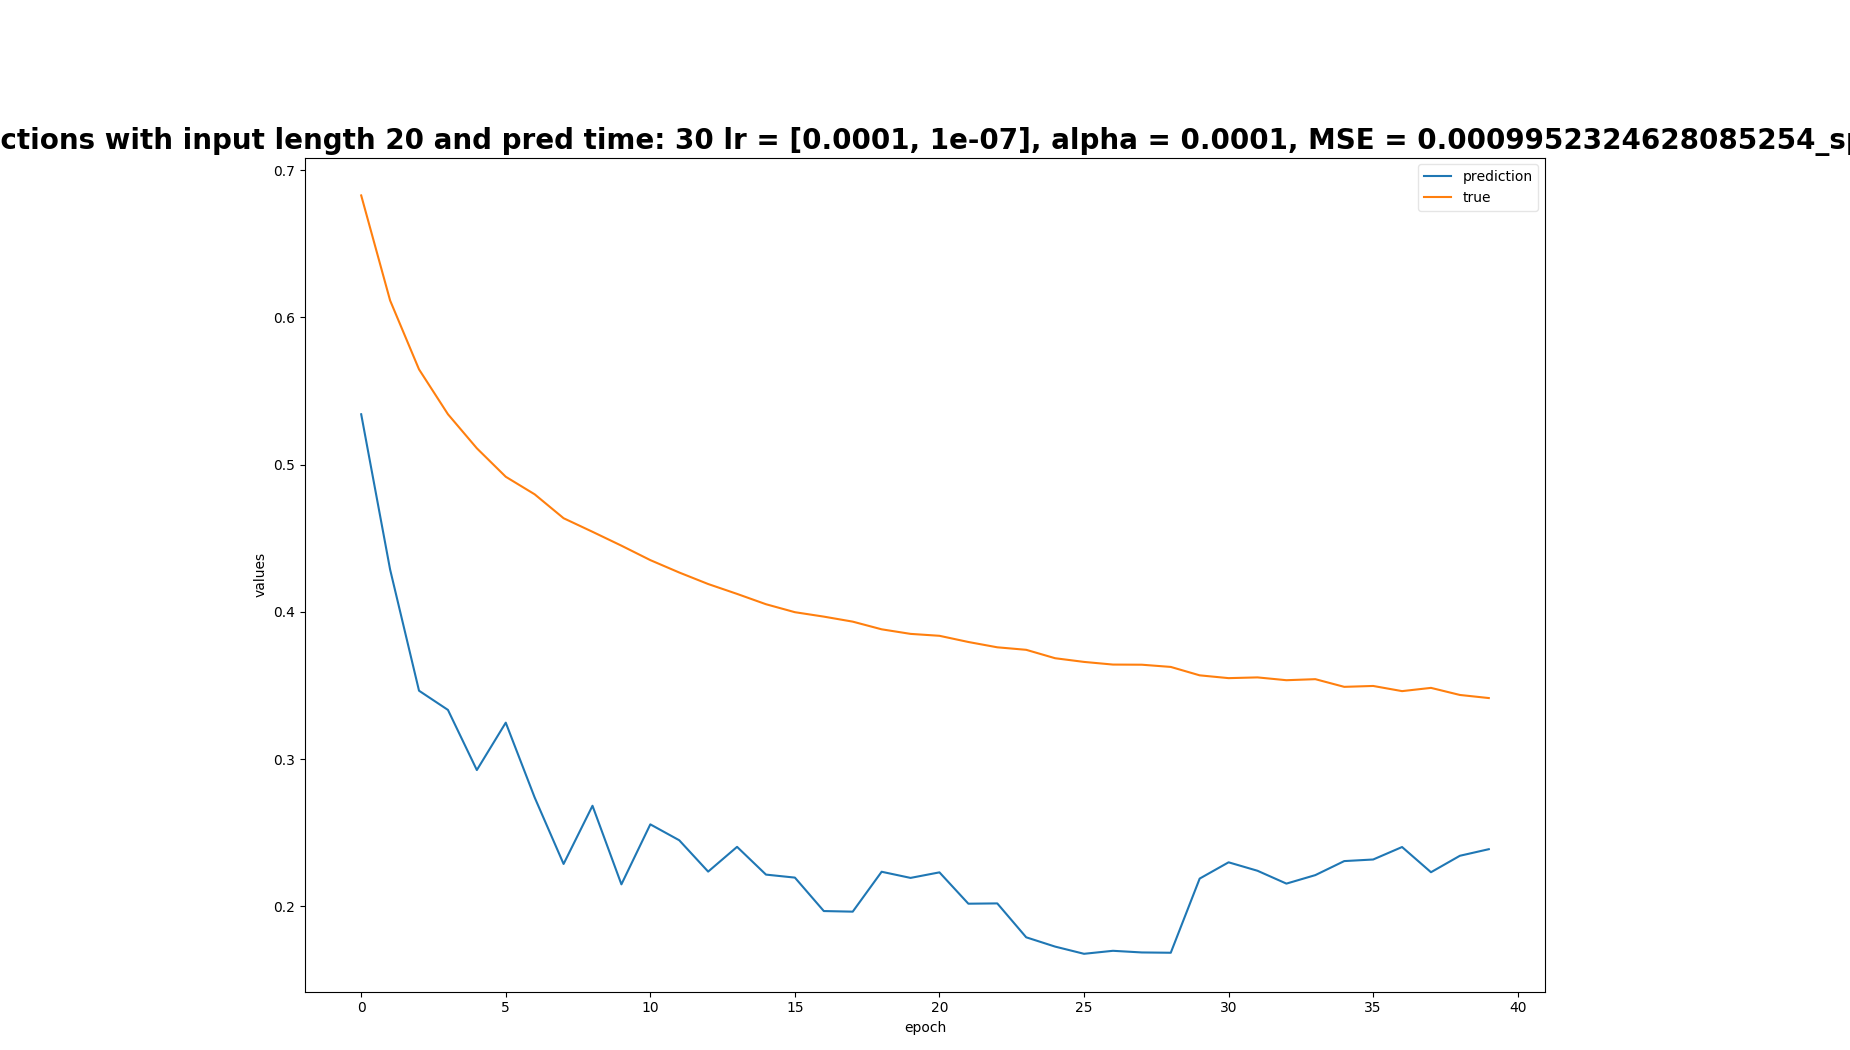 ctions with input length 20 and pred time: 30 lr = [0.0001, 1e-07], alpha = 0.0001, MSE = 0.0009952324628085254_sp
prediction
true
0.7
0.6
0.5
0.4
0.3
0.2
values
0 5 10 15 20 25 30 35 40
epoch